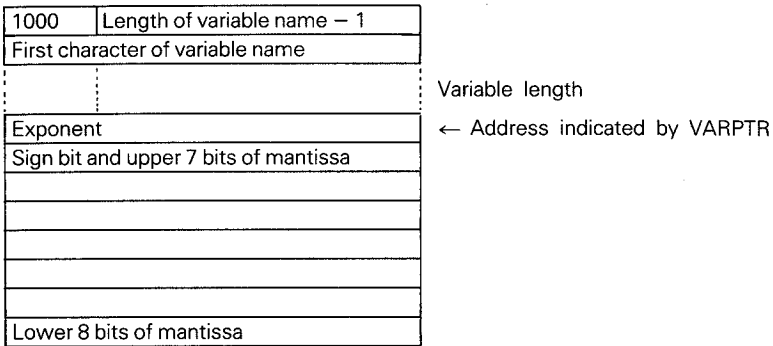 1000 Length of variable name − 1
First character of variable name
Variable length
Exponent
← Address indicated by VARPTR
Sign bit and upper 7 bits of mantissa
Lower 8 bits of mantissa